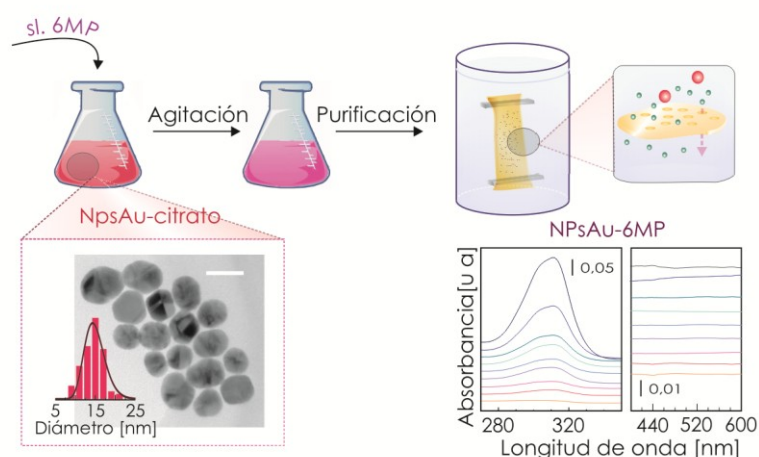 sl. 6MP
Agitación
Purificación
NpsAu-citrato
5 15 25
Diámetro [nm]
NPsAu-6MP
Absorbancia[u a]
0,05
0,01
280 320
440 520 600
Longitud de onda [nm]